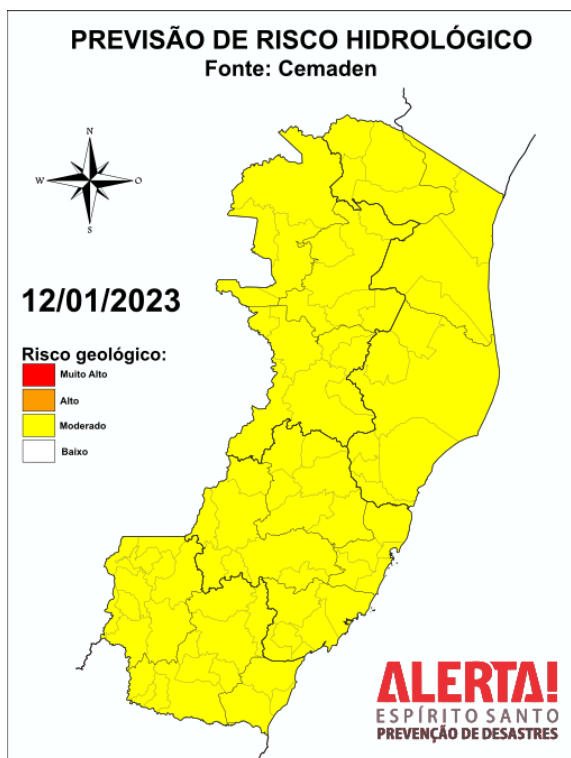 PREVISÃO DE RISCO HIDROLÓGICO
Fonte: Cemaden
N
W
O
S
12/01/2023
Risco geológico:
Muito Alto
Alto
Moderado
Baixo
ALERTA!
ESPÍRITO SANTO
PREVENÇÃO DE DESASTRES